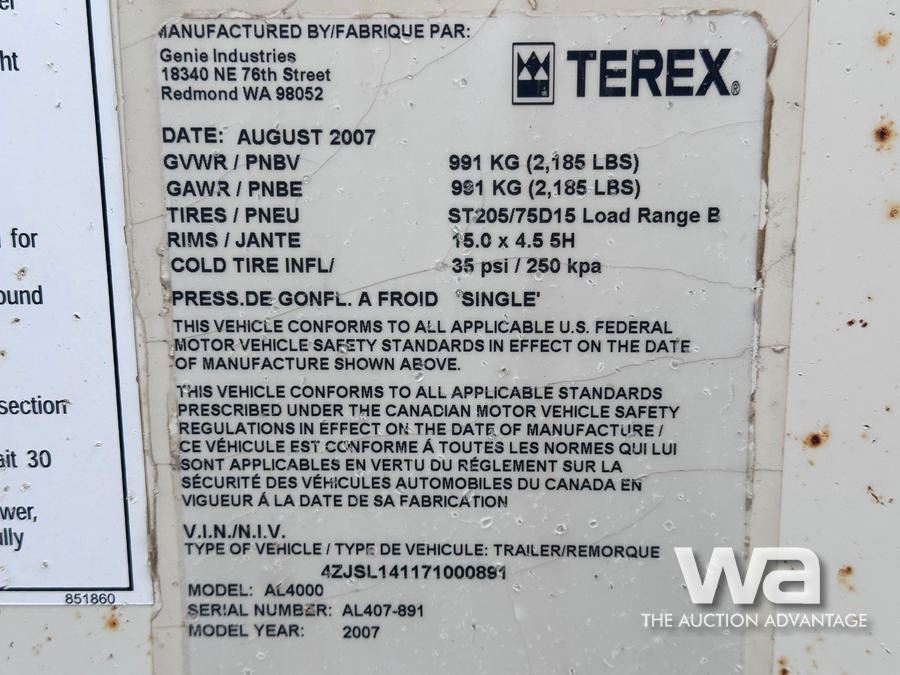 MANUFACTURED BY/FABRIQUE PAR:
Genie Industries
18340 NE 76th Street
Redmond WA 98052
TEREX®
DATE: AUGUST 2007
GVWR / PNBV 991 KG (2,185 LBS)
GAWR / PNBE 991 KG (2,185 LBS)
TIRES / PNEU ST205/75D15 Load Range B
RIMS / JANTE 15.0 x 4.5 5H
COLD TIRE INFL/ 35 psi / 250 kpa
PRESS.DE GONFL. A FROID 'SINGLE'
THIS VEHICLE CONFORMS TO ALL APPLICABLE U.S. FEDERAL
MOTOR VEHICLE SAFETY STANDARDS IN EFFECT ON THE DATE
OF MANUFACTURE SHOWN ABOVE.
THIS VEHICLE CONFORMS TO ALL APPLICABLE STANDARDS
PRESCRIBED UNDER THE CANADIAN MOTOR VEHICLE SAFETY
REGULATIONS IN EFFECT ON THE DATE OF MANUFACTURE /
CE VÉHICULE EST CONFORME Á TOUTES LES NORMES QUI LUI
SONT APPLICABLES EN VERTU DU RÉGLEMENT SUR LA
SÉCURITÉ DES VÉHICULES AUTOMOBILES DU CANADA EN
VIGUEUR Á LA DATE DE SA FABRICATION
V.I.N./N.I.V.
TYPE OF VEHICLE / TYPE DE VEHICULE: TRAILER/REMORQUE
4ZJSL141171000891
MODEL: AL4000
SERIAL NUMBER: AL407-891
MODEL YEAR: 2007
for
section
30
851860
wa
THE AUCTION ADVANTAGE